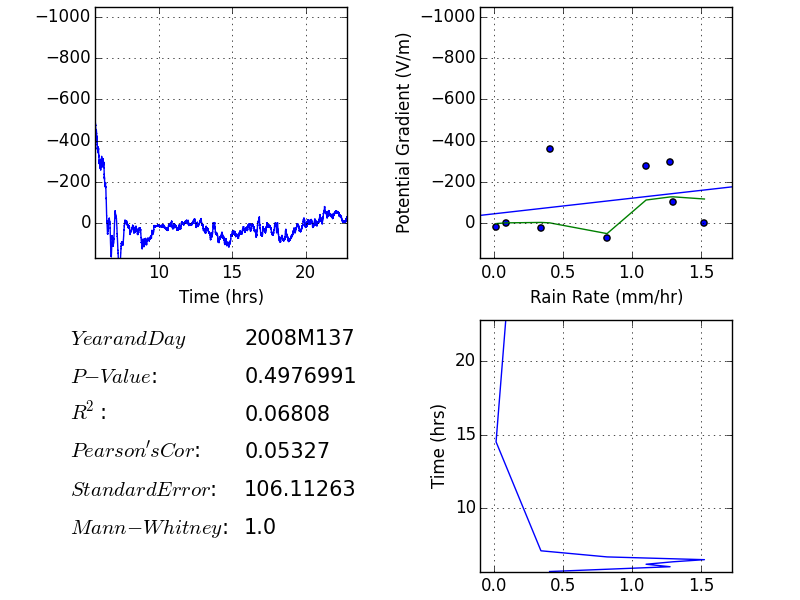 −1000
−800
−600
−400
−200
0
10 15 20
Time (hrs)
−1000
−800
−600
−400
−200
0
Potential Gradient (V/m)
0.0 0.5 1.0 1.5
Rain Rate (mm/hr)
YearandDay 2008M137
P−Value: 0.4976991
R²: 0.06808
Pearson'sCor: 0.05327
StandardError: 106.11263
Mann−Whitney: 1.0
20
15
10
Time (hrs)
0.0 0.5 1.0 1.5